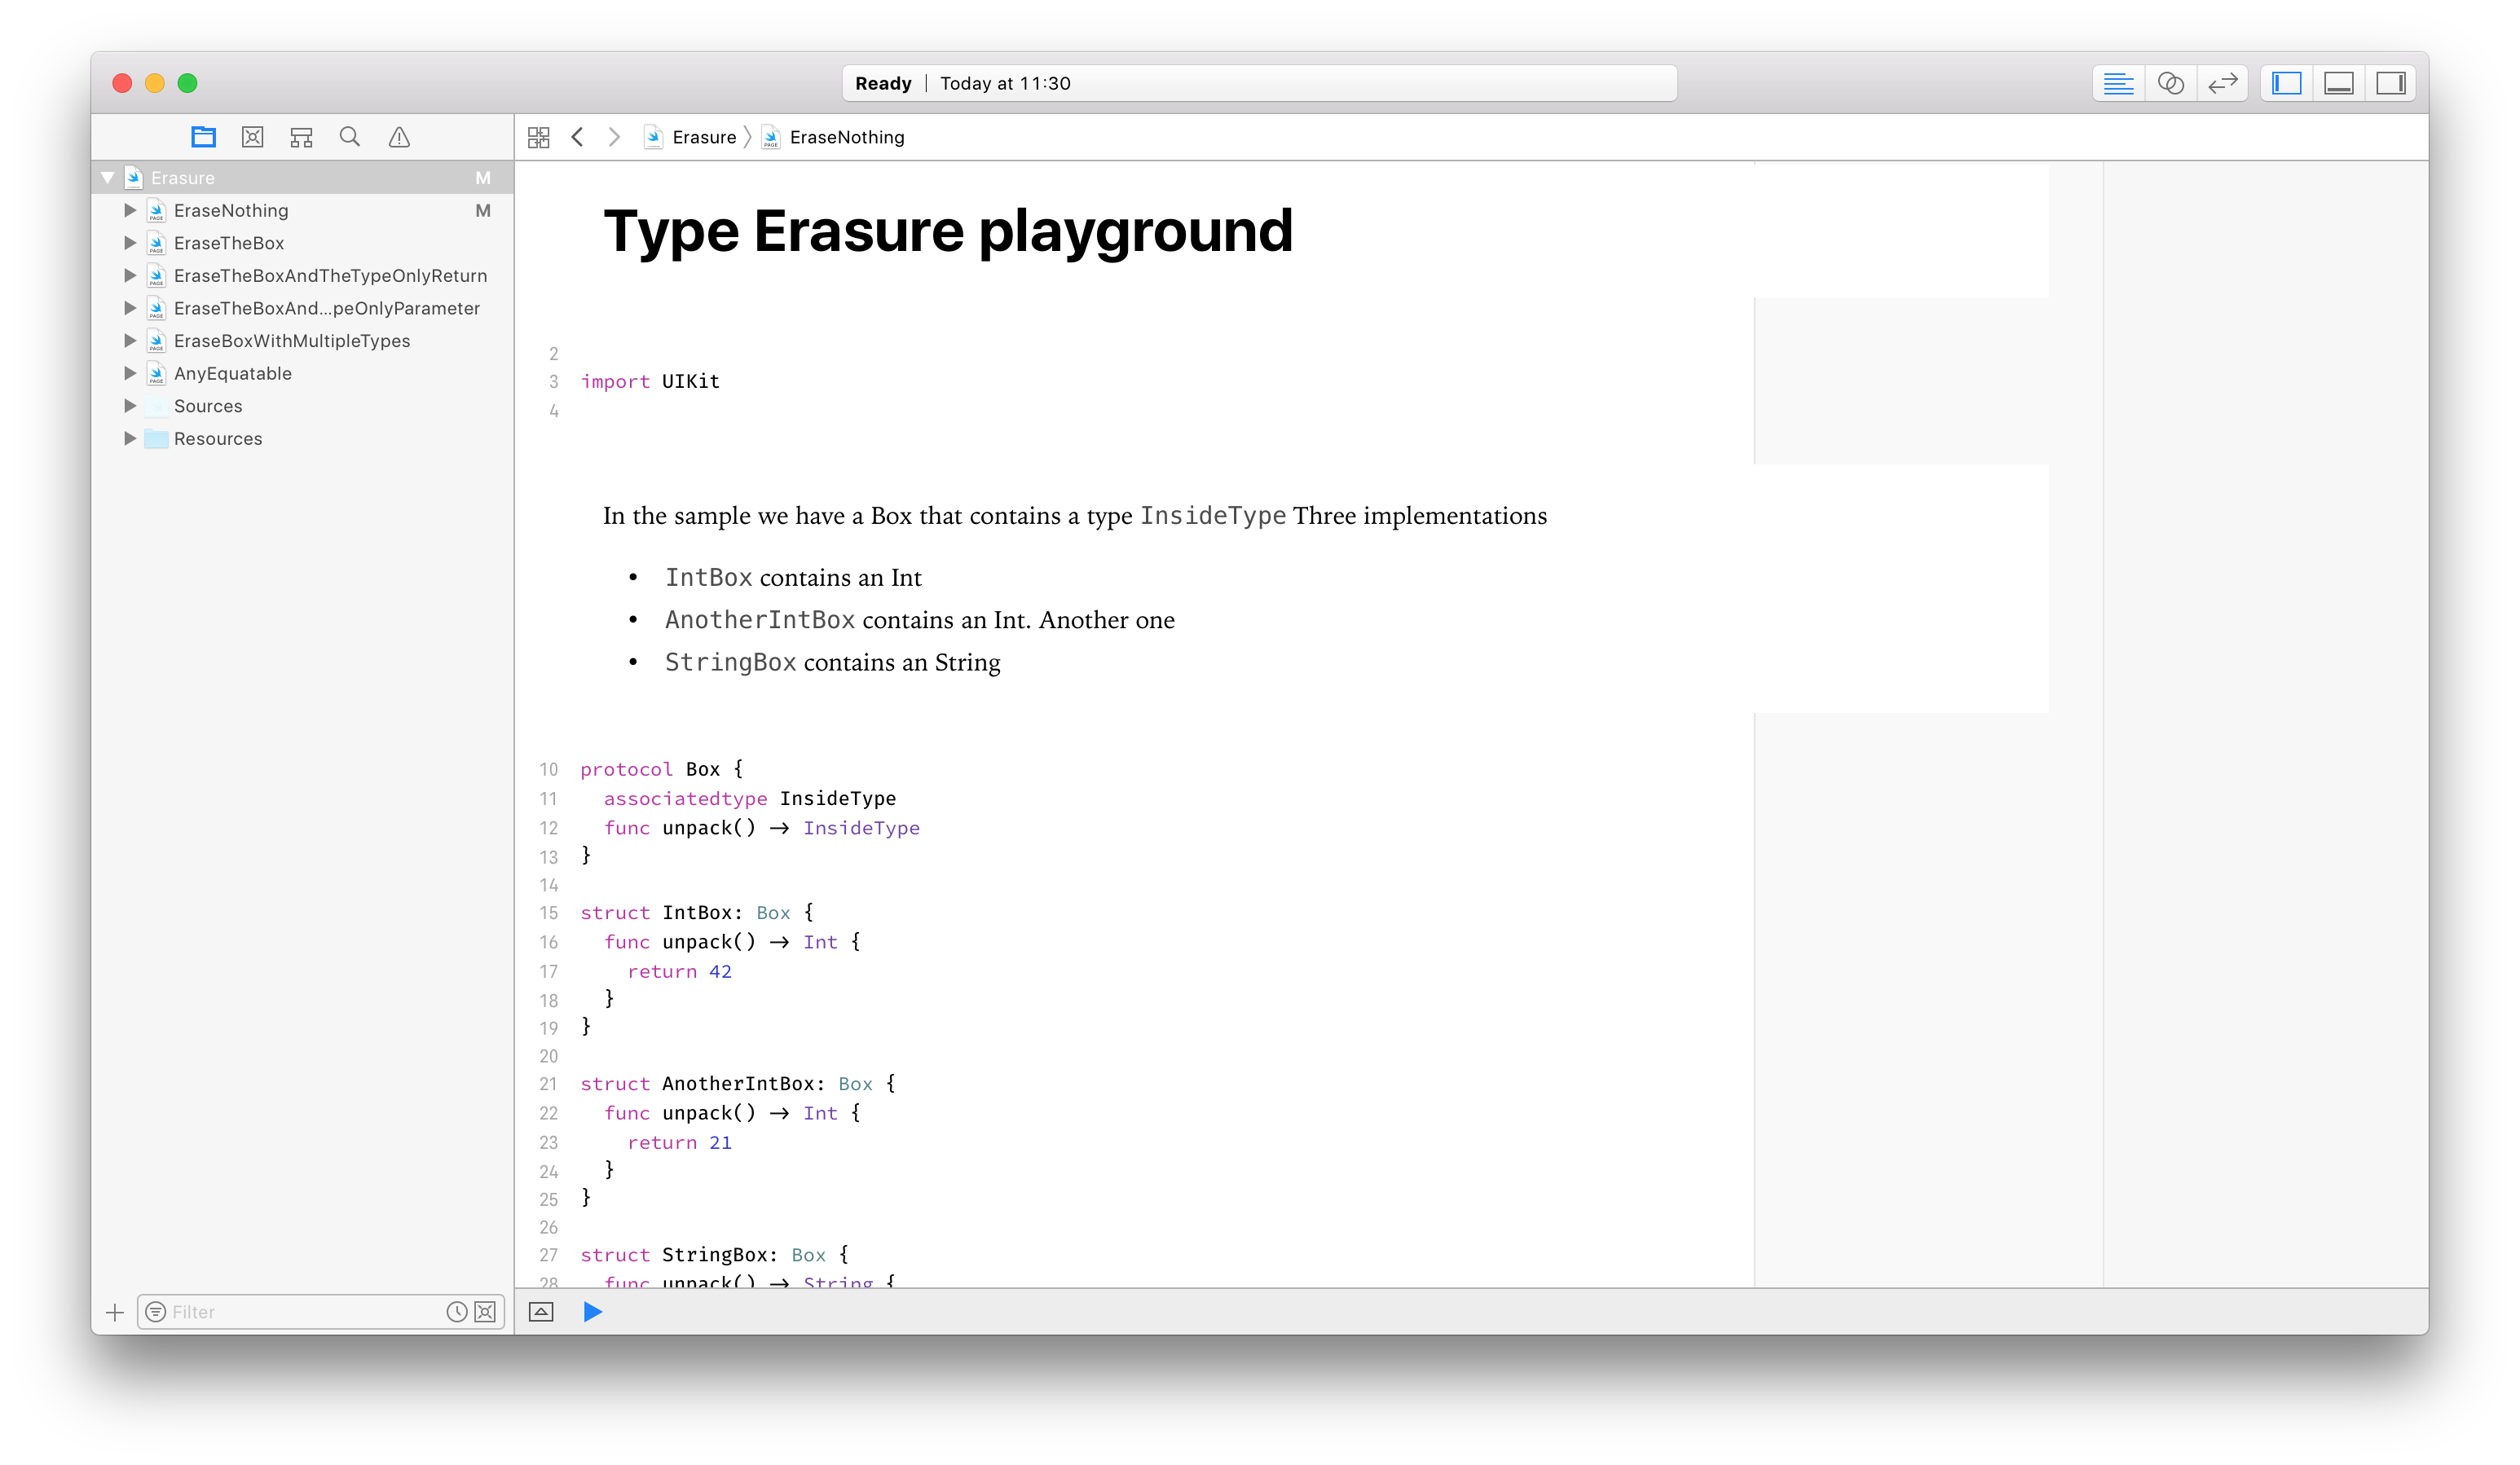 Ready | Today at 11:30
Erasure 〉 EraseNothing
Erasure M
EraseNothing M
EraseTheBox
EraseTheBoxAndTheTypeOnlyReturn
EraseTheBoxAnd...peOnlyParameter
EraseBoxWithMultipleTypes
AnyEquatable
Sources
Resources
Filter
Type Erasure playground
2
3 import UIKit
4
In the sample we have a Box that contains a type InsideType Three implementations
• IntBox contains an Int
• AnotherIntBox contains an Int. Another one
• StringBox contains an String
10 protocol Box {
11 associatedtype InsideType
12 func unpack() → InsideType
13 }
14
15 struct IntBox: Box {
16 func unpack() → Int {
17 return 42
18 }
19 }
20
21 struct AnotherIntBox: Box {
22 func unpack() → Int {
23 return 21
24 }
25 }
26
27 struct StringBox: Box {
28 func unpack() → String {